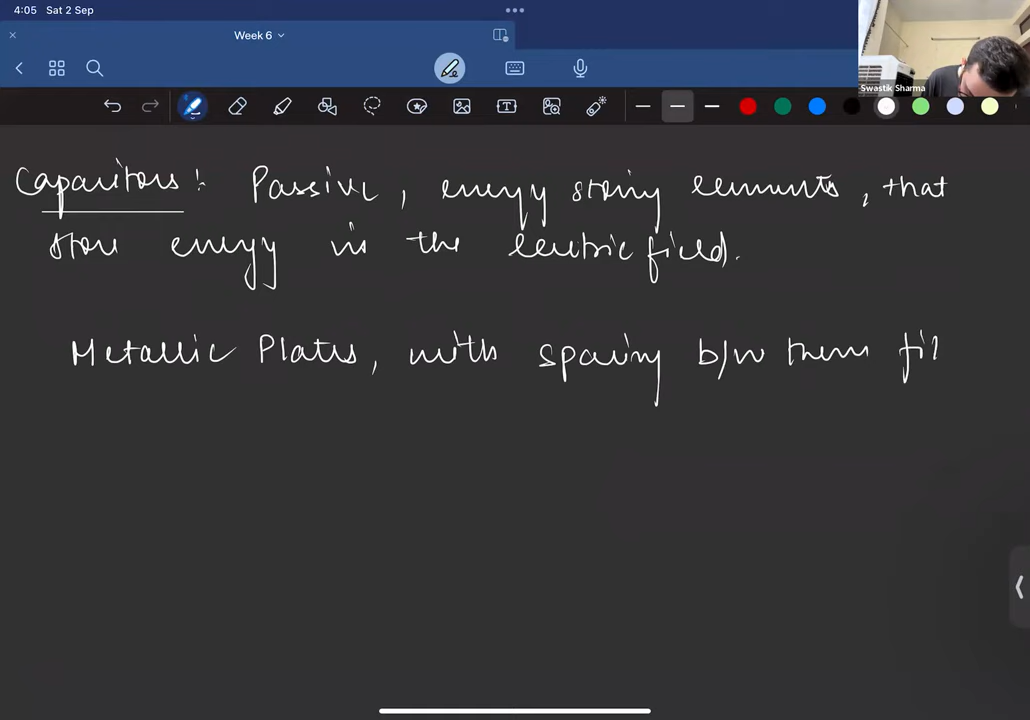 4:05 Sat 2 Sep
Week 6
Swastik Sharma
Capacitors: Passive, energy storing elements, that
store energy in the electric field.
Metallic Plates, with spacing b/w them fil